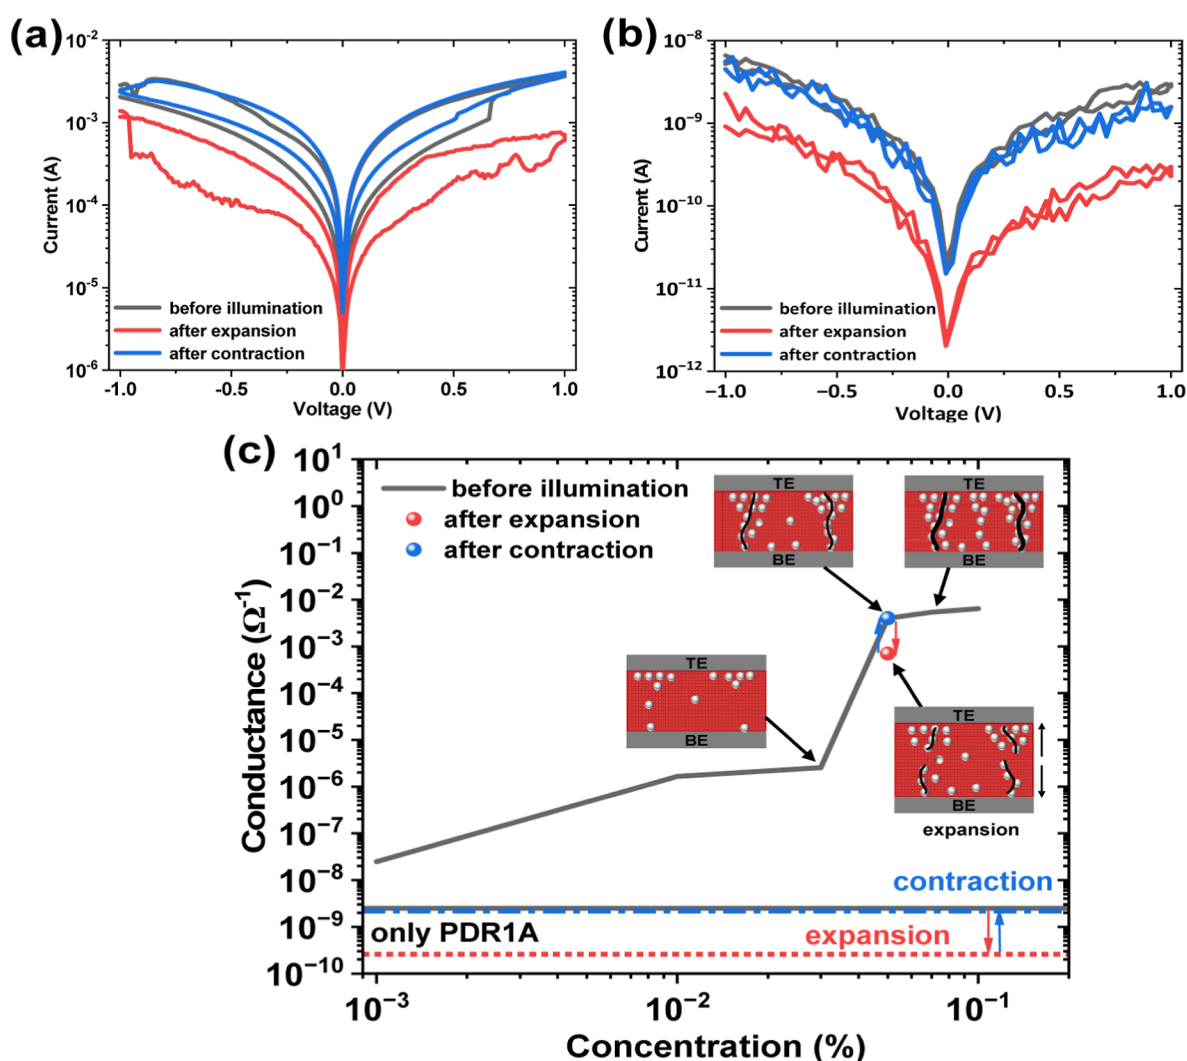 (a)
10⁻²
10⁻³
10⁻⁴
10⁻⁵
10⁻⁶
Current (A)
before illumination
after expansion
after contraction
-1.0 -0.5 0.0 0.5 1.0
Voltage (V)
(b)
10⁻⁸
10⁻⁹
10⁻¹⁰
10⁻¹¹
10⁻¹²
Current (A)
before illumination
after expansion
after contraction
−1.0 −0.5 0.0 0.5 1.0
Voltage (V)
(c)
10¹
10⁰
10⁻¹
10⁻²
10⁻³
10⁻⁴
10⁻⁵
10⁻⁶
10⁻⁷
10⁻⁸
10⁻⁹
10⁻¹⁰
Conductance (Ω⁻¹)
before illumination
after expansion
after contraction
TE
BE
TE
BE
TE
BE
TE
BE
expansion
contraction
only PDR1A
expansion
10⁻³ 10⁻² 10⁻¹
Concentration (%)